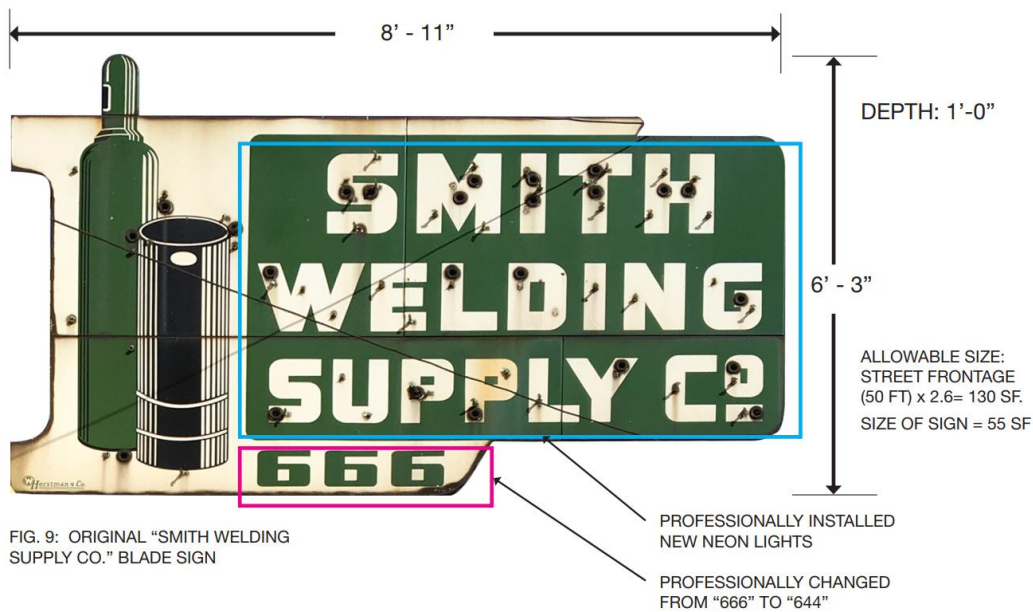 8' - 11"
DEPTH: 1'-0"
SMITH
WELDING
6' - 3"
SUPPLY CO
ALLOWABLE SIZE:
STREET FRONTAGE
(50 FT) x 2.6= 130 SF.
SIZE OF SIGN = 55 SF
666
Horstman & Co.
FIG. 9: ORIGINAL “SMITH WELDING
SUPPLY CO.” BLADE SIGN
PROFESSIONALLY INSTALLED
NEW NEON LIGHTS
PROFESSIONALLY CHANGED
FROM “666” TO “644”